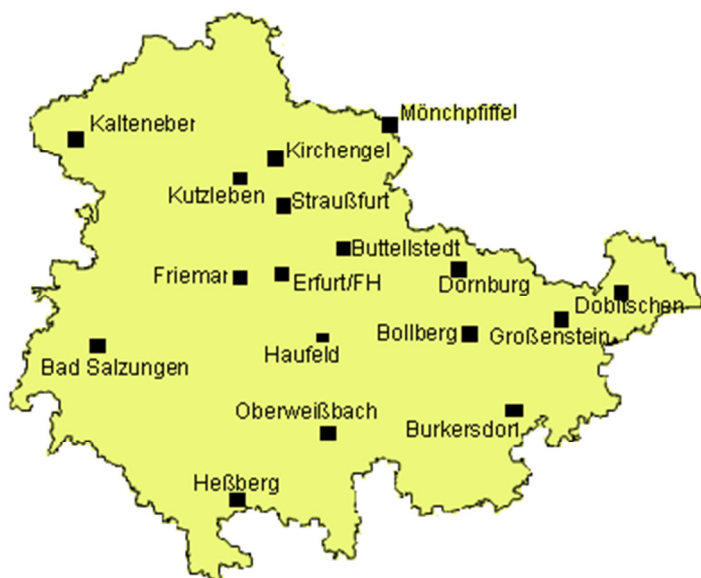 Mönchpfiffel
Kalteneber
Kirchengel
Kutzleben
Straußfurt
Buttellstedt
Friemar
Erfurt/FH
Dornburg
Dobitschen
Großenstein
Bollberg
Haufeld
Bad Salzungen
Oberweißbach
Burkersdorf
Heßberg